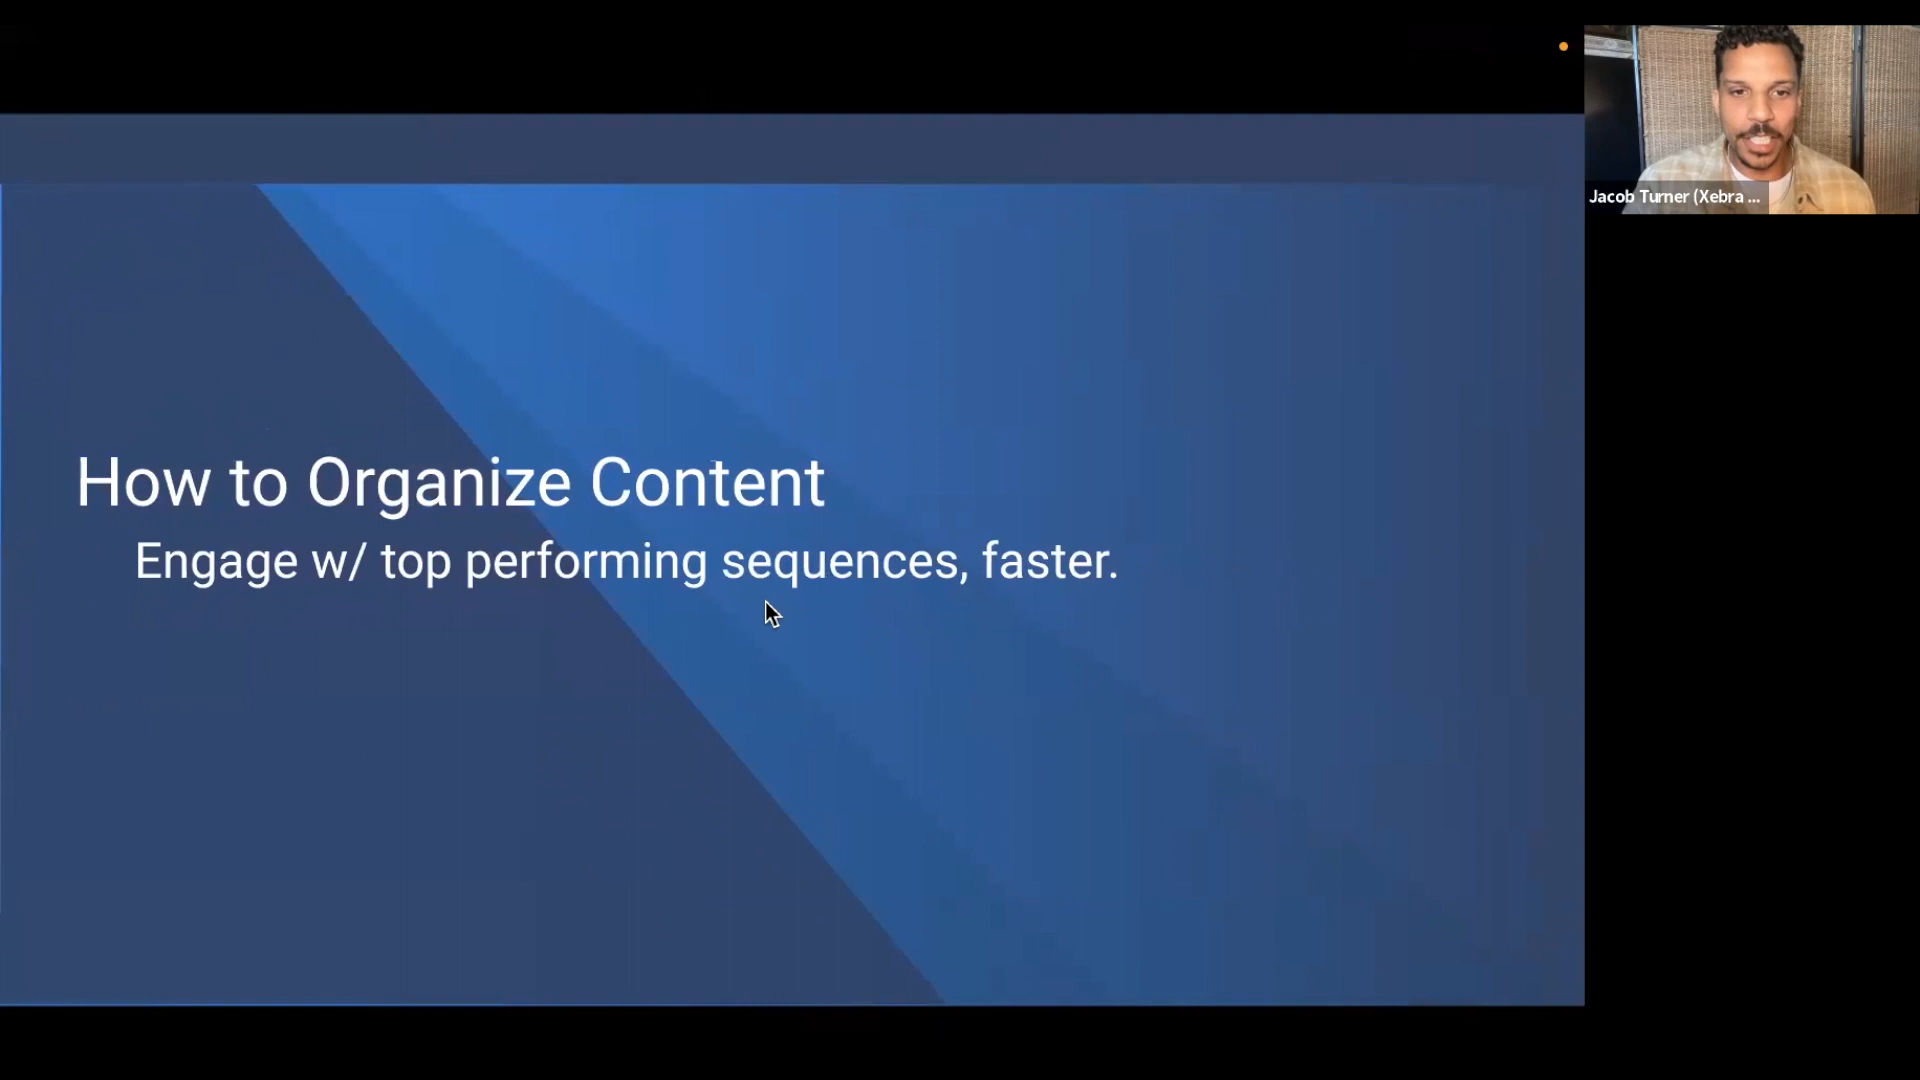 How to Organize Content
Engage w/ top performing sequences, faster.
Jacob Turner (Xebra ...